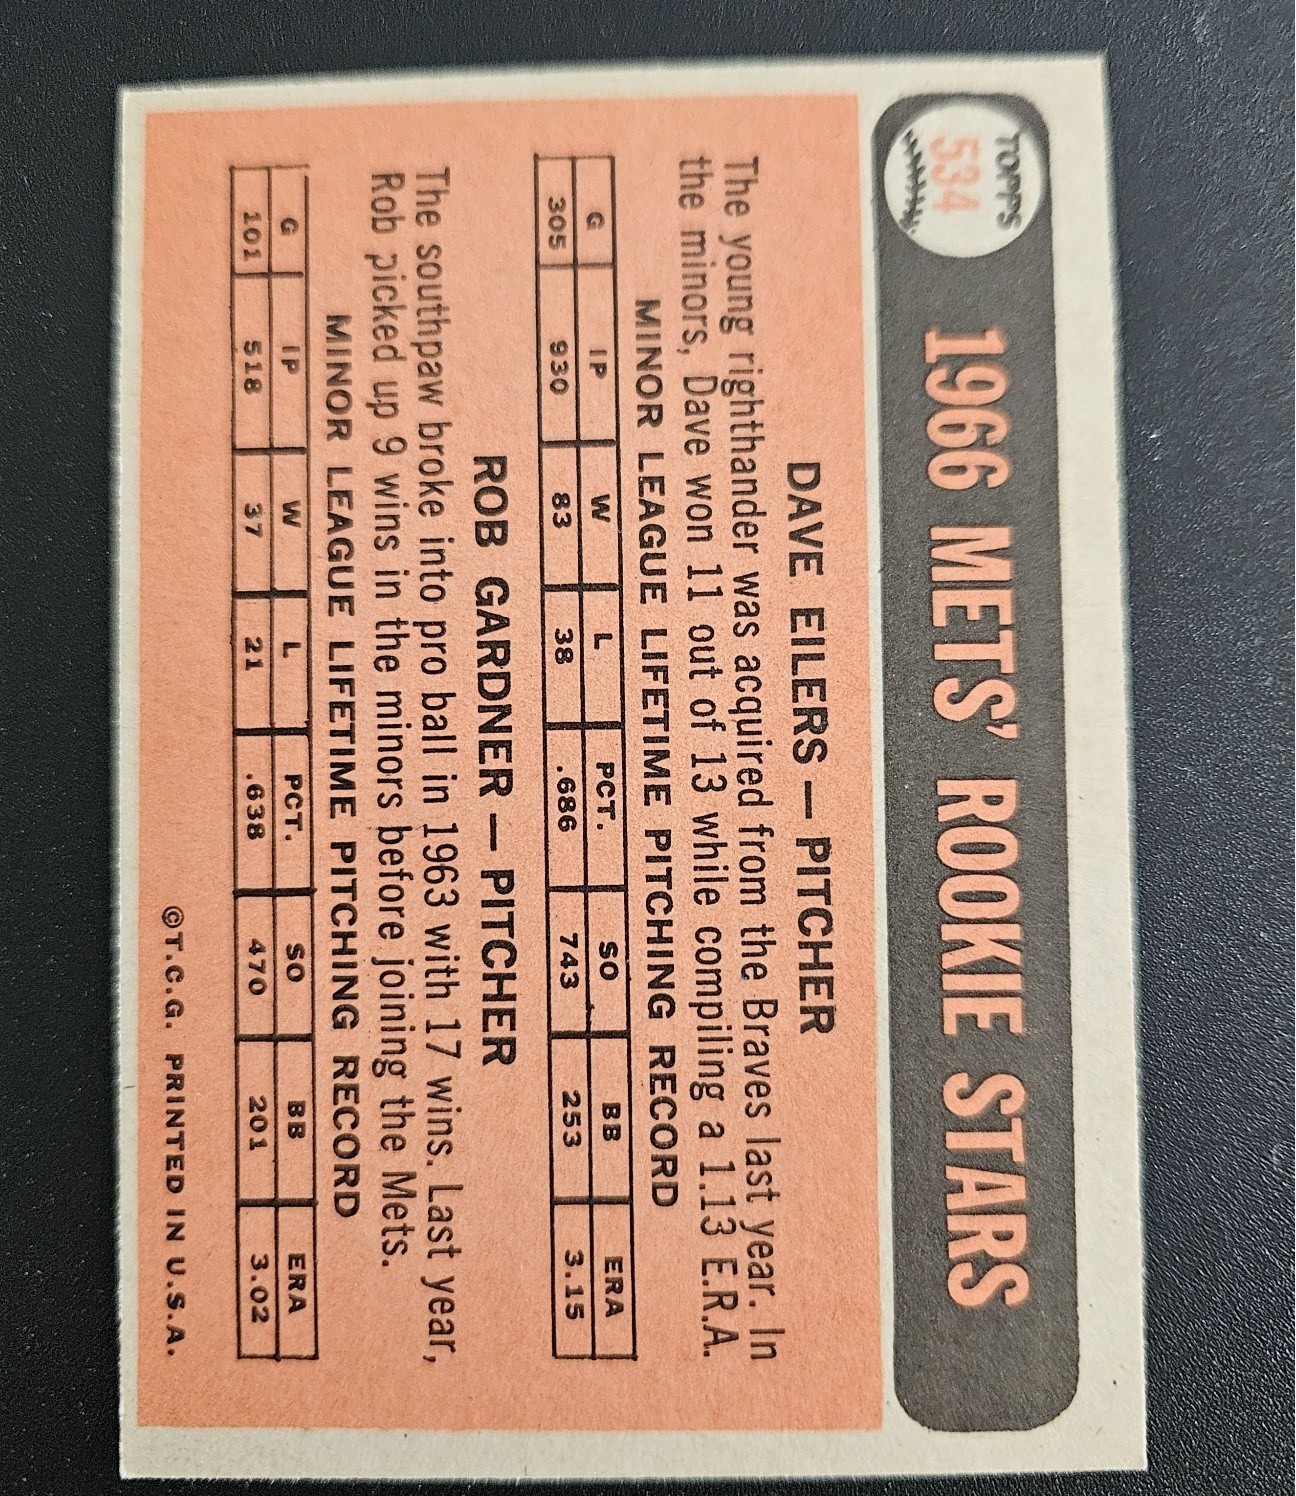 TOPPS
534
1966 METS' ROOKIE STARS
DAVE EILERS — PITCHER
The young righthander was acquired from the Braves last year. In
the minors, Dave won 11 out of 13 while compiling a 1.13 E.R.A.
MINOR LEAGUE LIFETIME PITCHING RECORD
G IP W L PCT. SO BB ERA
305 930 83 38 .686 743 253 3.15
ROB GARDNER — PITCHER
The southpaw broke into pro ball in 1963 with 17 wins. Last year,
Rob picked up 9 wins in the minors before joining the Mets.
MINOR LEAGUE LIFETIME PITCHING RECORD
G IP W L PCT. SO BB ERA
101 518 37 21 .638 470 201 3.02
©T.C.G. PRINTED IN U.S.A.